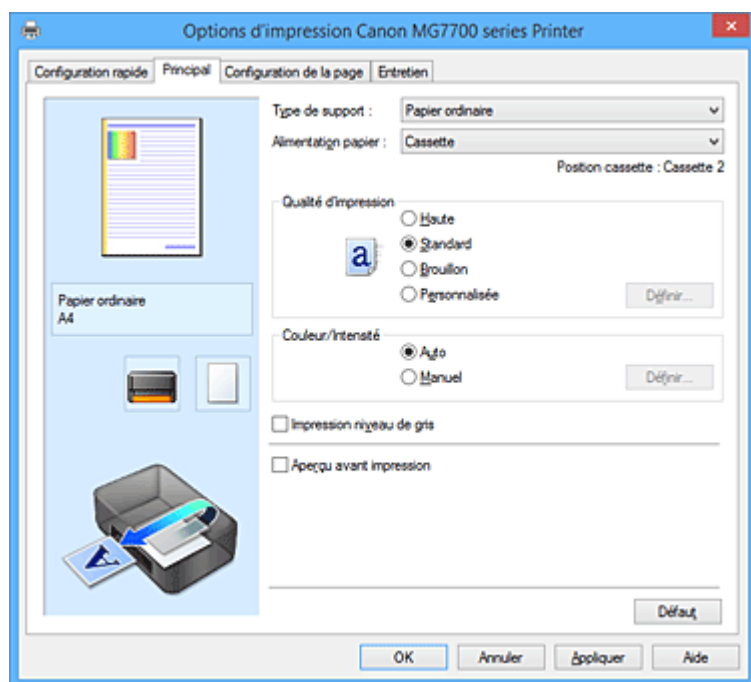 Options d'impression Canon MG7700 series Printer
Configuration rapide Principal Configuration de la page Entretien
Type de support : Papier ordinaire
Alimentation papier : Cassette
Position cassette : Cassette 2
Qualité d'impression
Haute
a Standard
Brouillon
Personnalisée Définir...
Papier ordinaire
A4
Couleur/Intensité
Auto
Manuel Définir...
Impression niveau de gris
Aperçu avant impression
A
Défaut
OK Annuler Appliquer Aide